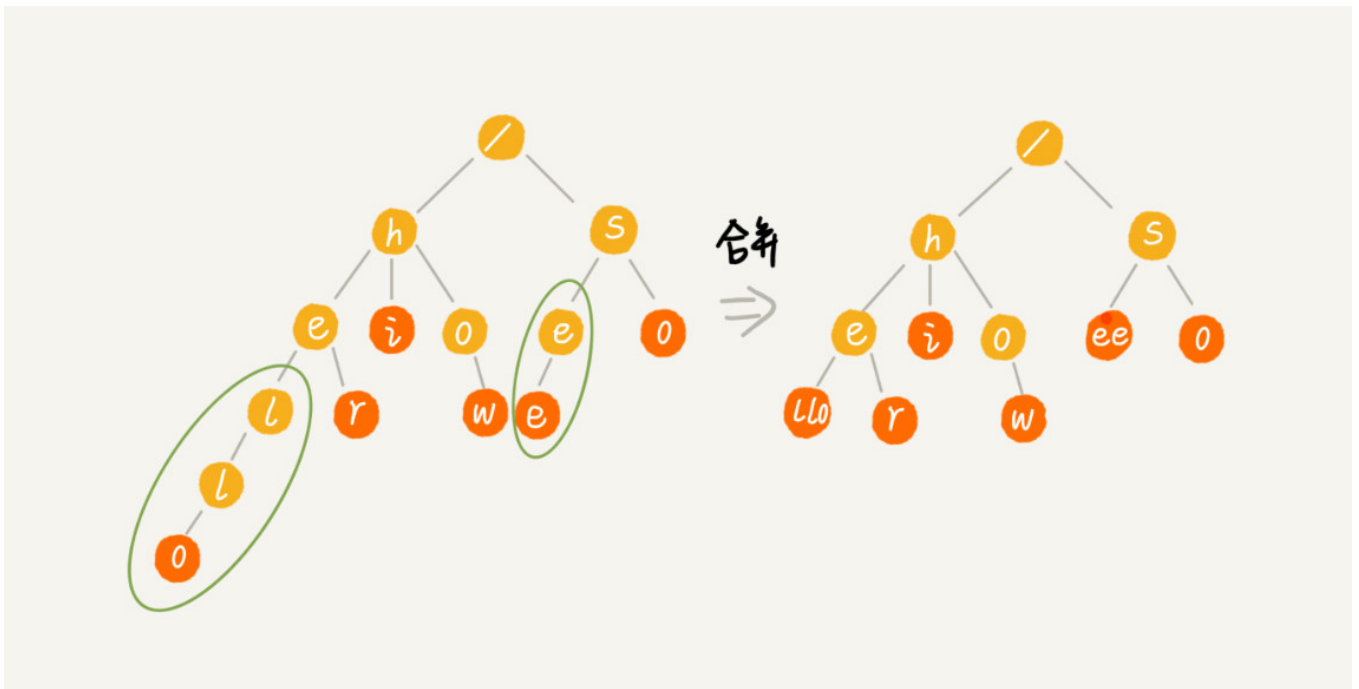 / /
h S 合并 h S
e i o e o e i o ee o
l r w e llo r w
l
o